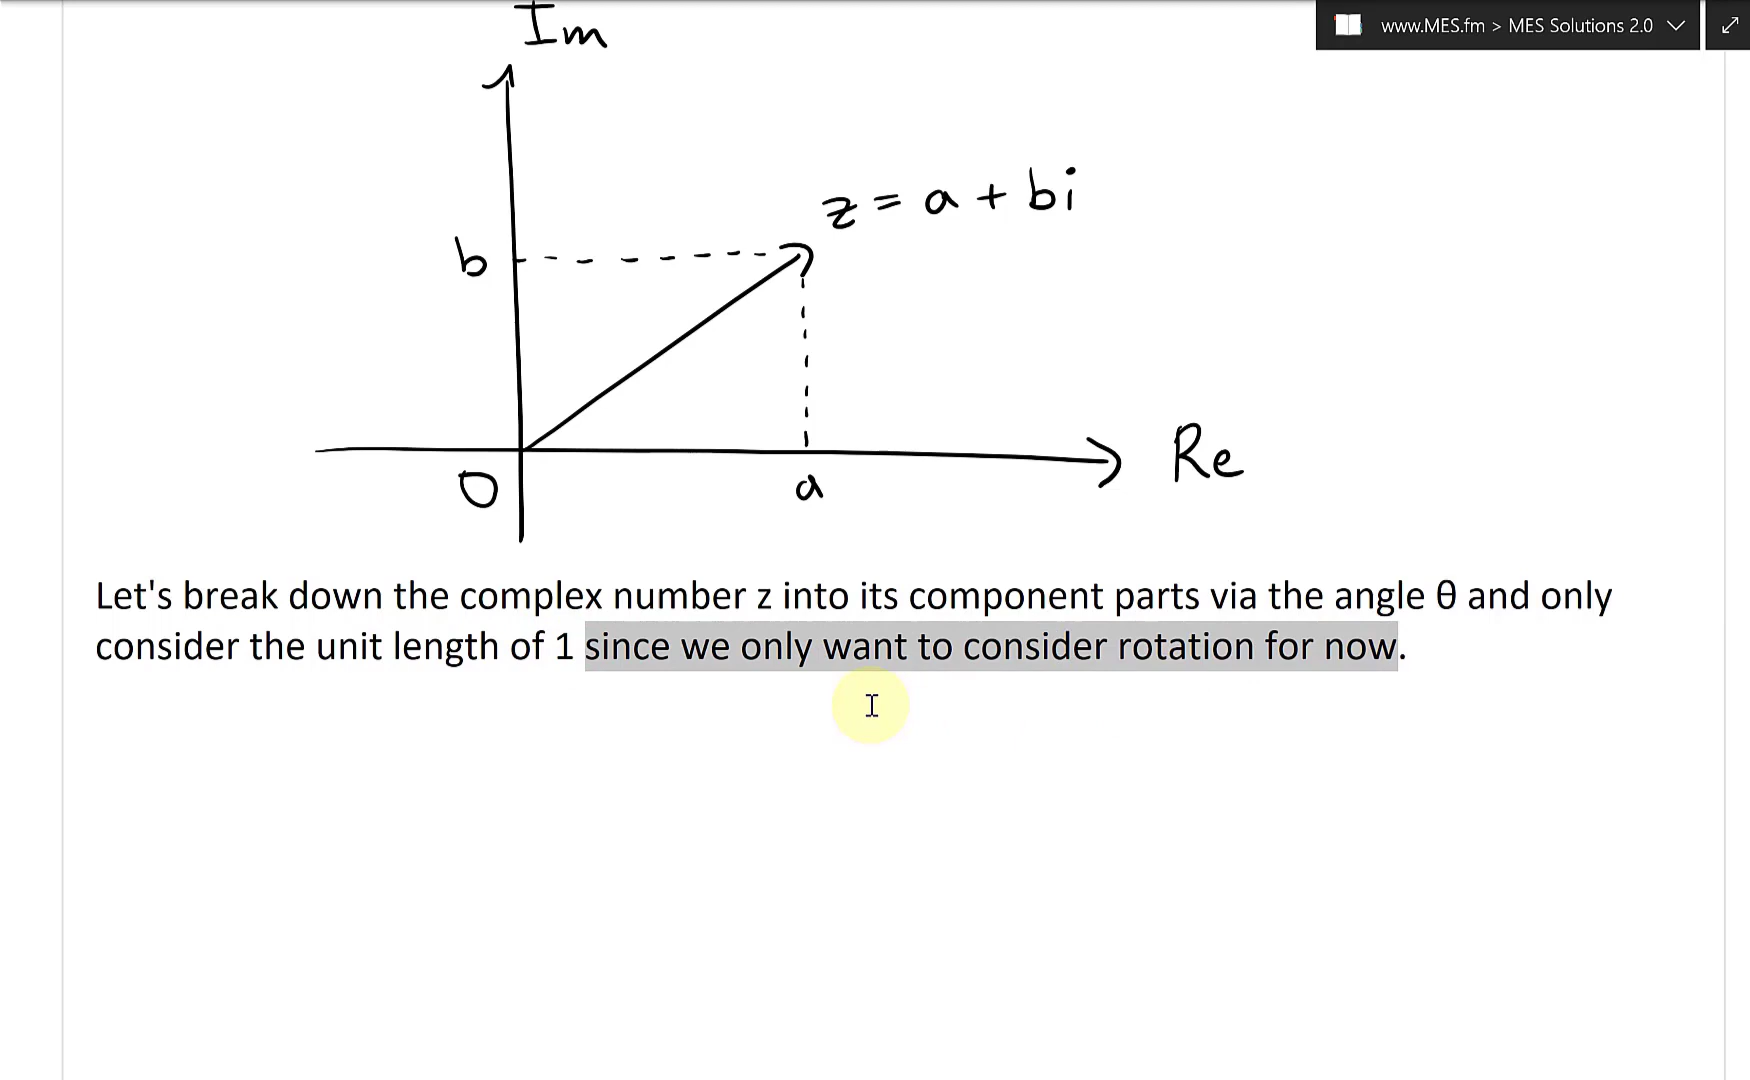 Im
www.MES.fm > MES Solutions 2.0
z = a + bi
b
Re
0
a
Let's break down the complex number z into its component parts via the angle θ and only
consider the unit length of 1 since we only want to consider rotation for now.